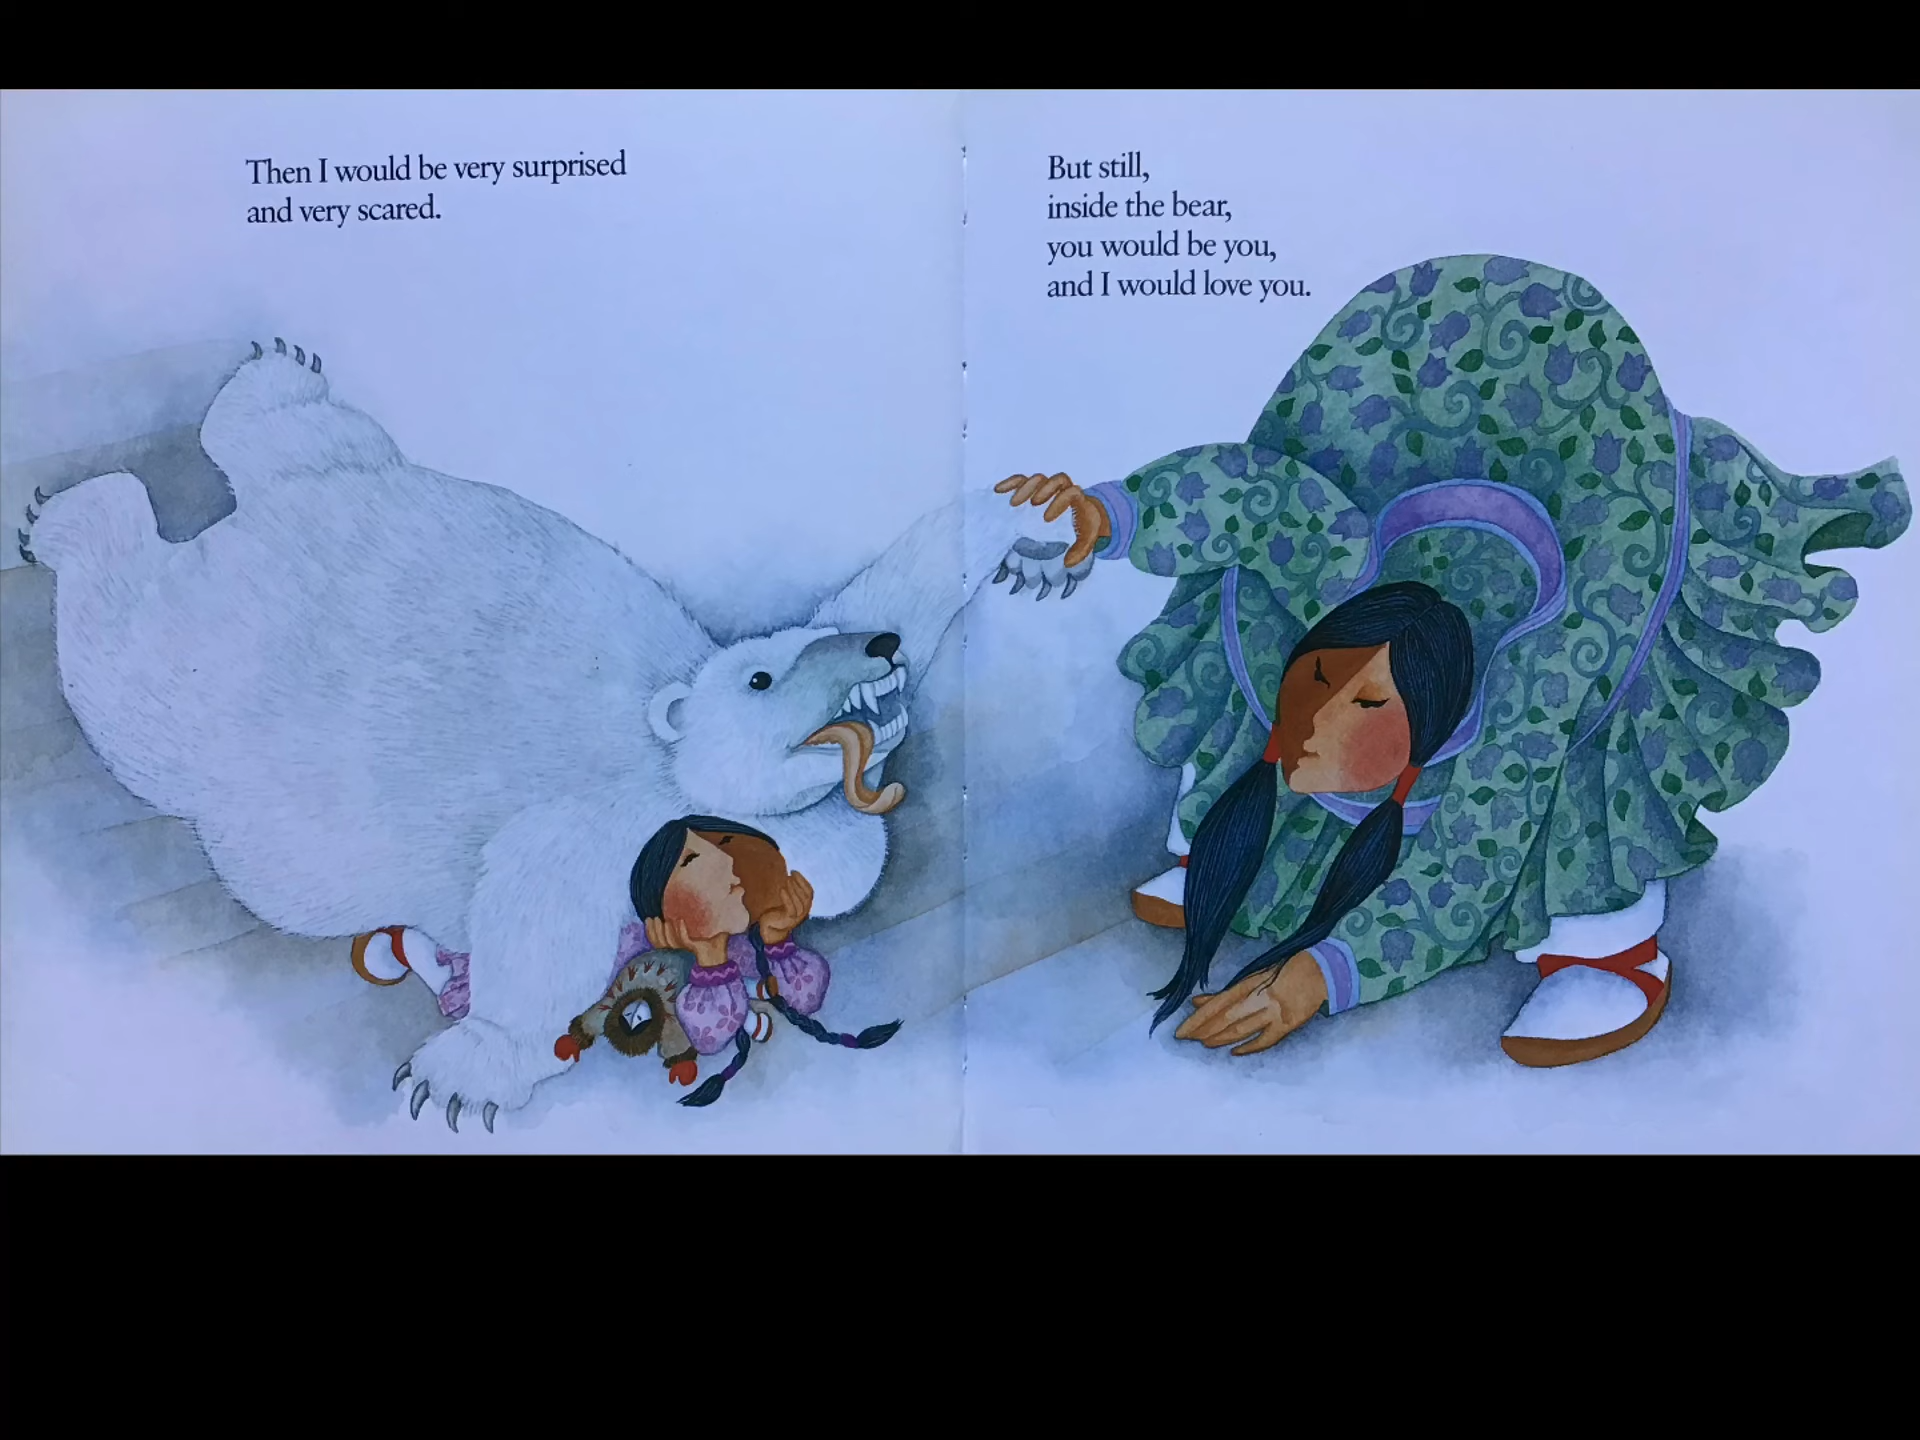 Then I would be very surprised
and very scared.
But still,
inside the bear,
you would be you,
and I would love you.